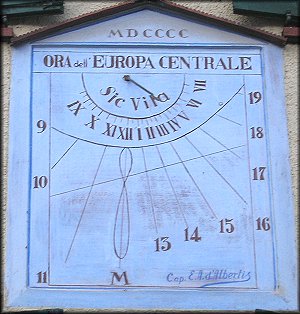 MDCCCC
ORA dell'EUROPA CENTRALE
Sic Vita
IX X XI XII I II III IV V VI VII
9 19
18
10 17
16
15
14
13
11 M
Cap. E.A. d'Albertis